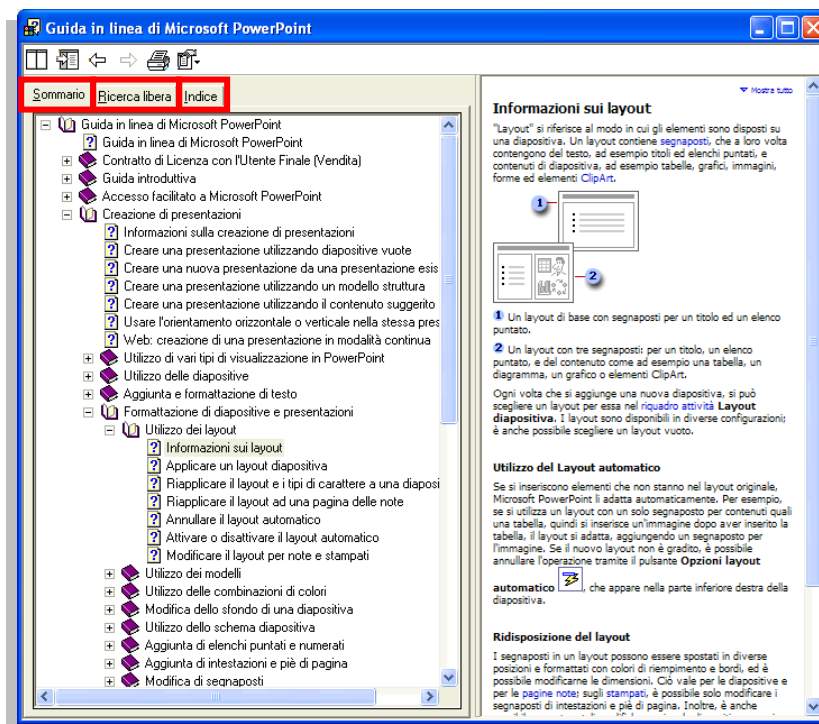 Guida in linea di Microsoft PowerPoint
Sommario Ricerca libera Indice
Guida in linea di Microsoft PowerPoint
Guida in linea di Microsoft PowerPoint
Contratto di Licenza con l'Utente Finale (Vendita)
Guida introduttiva
Accesso facilitato a Microsoft PowerPoint
Creazione di presentazioni
Informazioni sulla creazione di presentazioni
Creare una presentazione utilizzando diapositive vuote
Creare una nuova presentazione da una presentazione esis
Creare una presentazione utilizzando un modello struttura
Creare una presentazione utilizzando il contenuto suggerito
Usare l'orientamento orizzontale o verticale nella stessa pres
Web: creazione di una presentazione in modalità continua
Utilizzo di vari tipi di visualizzazione in PowerPoint
Utilizzo delle diapositive
Aggiunta e formattazione di testo
Formattazione di diapositive e presentazioni
Utilizzo dei layout
Informazioni sui layout
Applicare un layout diapositiva
Riapplicare il layout e i tipi di carattere a una diaposi
Riapplicare il layout ad una pagina delle note
Annullare il layout automatico
Attivare o disattivare il layout automatico
Modificare il layout per note e stampati
Utilizzo dei modelli
Utilizzo delle combinazioni di colori
Modifica dello sfondo di una diapositiva
Utilizzo dello schema diapositiva
Aggiunta di elenchi puntati e numerati
Aggiunta di intestazioni e piè di pagina
Modifica di segnaposti
Mostra tutto
Informazioni sui layout
"Layout" si riferisce al modo in cui gli elementi sono disposti su
una diapositiva. Un layout contiene segnaposti, che a loro volta
contengono del testo, ad esempio titoli ed elenchi puntati, e
contenuti di diapositiva, ad esempio tabelle, grafici, immagini,
forme ed elementi ClipArt.
1
2
1 Un layout di base con segnaposti per un titolo ed un elenco
puntato.
2 Un layout con tre segnaposti: per un titolo, un elenco
puntato, e del contenuto come ad esempio una tabella, un
diagramma, un grafico o elementi ClipArt.
Ogni volta che si aggiunge una nuova diapositiva, si può
scegliere un layout per essa nel riquadro attività Layout
diapositiva. I layout sono disponibili in diverse configurazioni;
è anche possibile scegliere un layout vuoto.
Utilizzo del Layout automatico
Se si inseriscono elementi che non stanno nel layout originale,
Microsoft PowerPoint li adatta automaticamente. Per esempio,
se si utilizza un layout con un solo segnaposto per contenuti quali
una tabella, quindi si inserisce un'immagine dopo aver inserito la
tabella, il layout si adatta, aggiungendo un segnaposto per
l'immagine. Se il nuovo layout non è gradito, è possibile
annullare l'operazione tramite il pulsante Opzioni layout
automatico , che appare nella parte inferiore destra della
diapositiva.
Ridisposizione del layout
I segnaposti in un layout possono essere spostati in diverse
posizioni e formattati con colori di riempimento e bordi, ed è
possibile modificarne le dimensioni. Ciò vale per le diapositive e
per le pagine note; sugli stampati, è possibile solo modificare i
segnaposti di intestazioni e piè di pagina. Inoltre, è anche